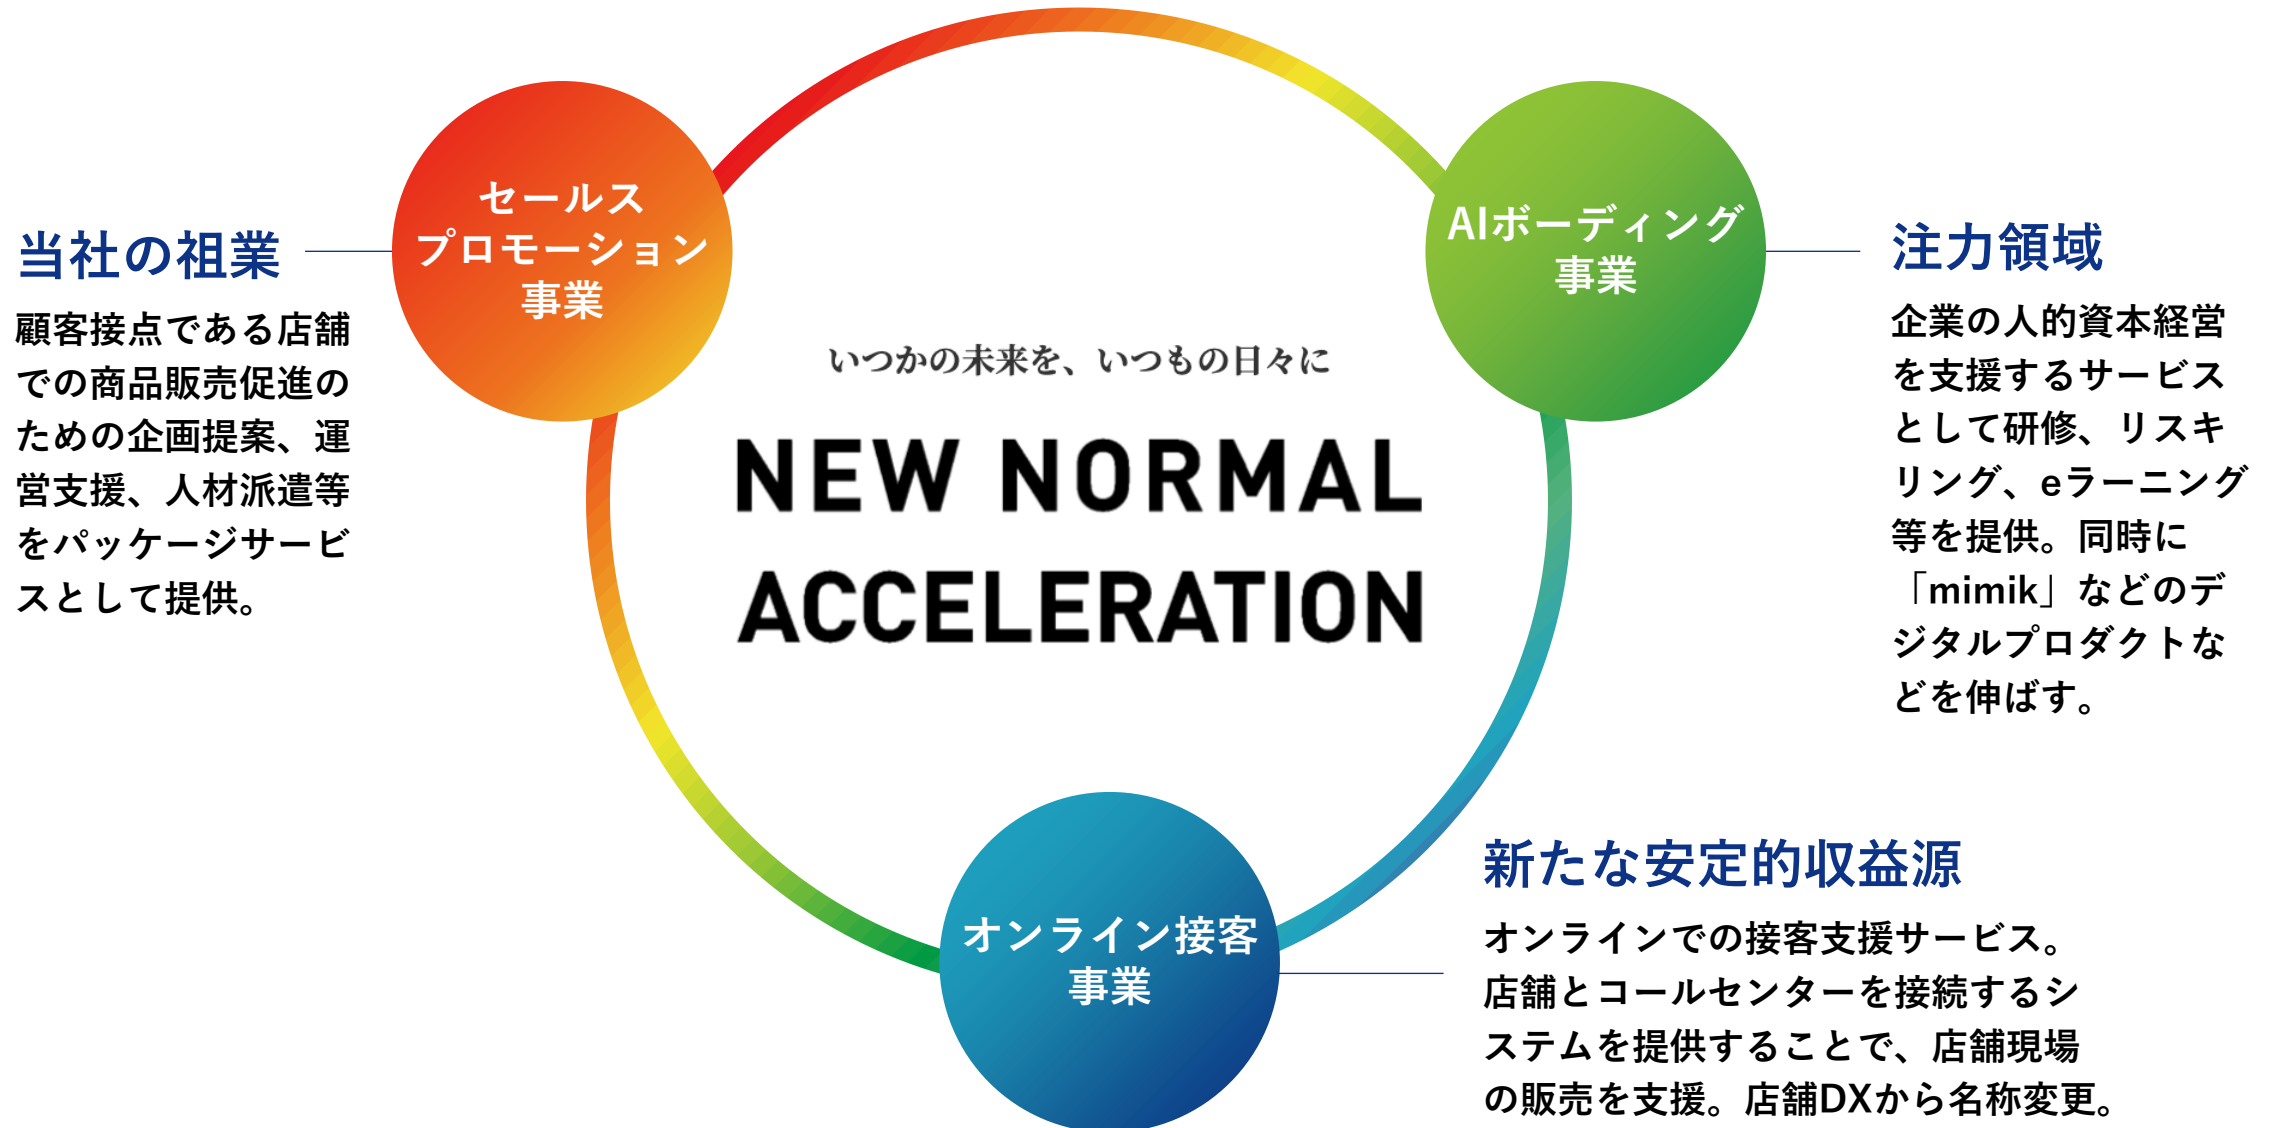 当社の祖業
顧客接点である店舗
での商品販売促進の
ための企画提案、運
営支援、人材派遣等
をパッケージサービ
スとして提供。
セールス
プロモーション
事業
いつかの未来を、いつもの日々に
NEW NORMAL
ACCELERATION
AIボーディング
事業
注力領域
企業の人的資本経営
を支援するサービス
として研修、リスキ
リング、eラーニング
等を提供。同時に
「mimik」などのデ
ジタルプロダクトな
どを伸ばす。
オンライン接客
事業
新たな安定的収益源
オンラインでの接客支援サービス。
店舗とコールセンターを接続するシ
ステムを提供することで、店舗現場
の販売を支援。店舗DXから名称変更。